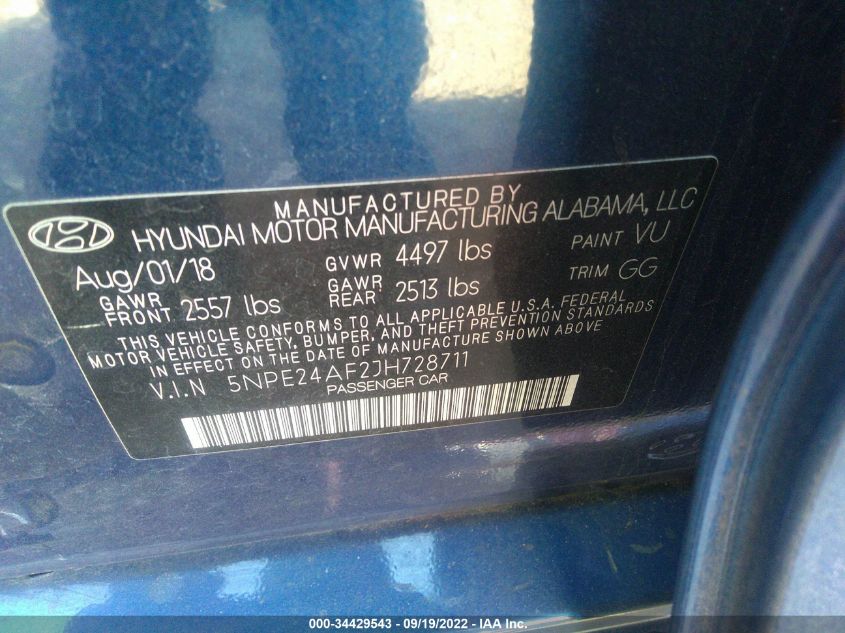 MANUFACTURED BY
HYUNDAI MOTOR MANUFACTURING ALABAMA, LLC
Aug/01/18 GVWR 4497 lbs PAINT VU
GAWR FRONT 2557 lbs GAWR REAR 2513 lbs TRIM GG
THIS VEHICLE CONFORMS TO ALL APPLICABLE U.S.A. FEDERAL
MOTOR VEHICLE SAFETY, BUMPER, AND THEFT PREVENTION STANDARDS
IN EFFECT ON THE DATE OF MANUFACTURE SHOWN ABOVE
V.I.N 5NPE24AF2JH728711
PASSENGER CAR
000-34429543 - 09/19/2022 - IAA Inc.